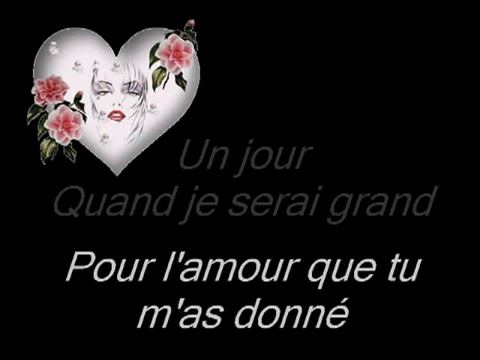 Un jour
Quand je serai grand
Pour l'amour que tu
m'as donné